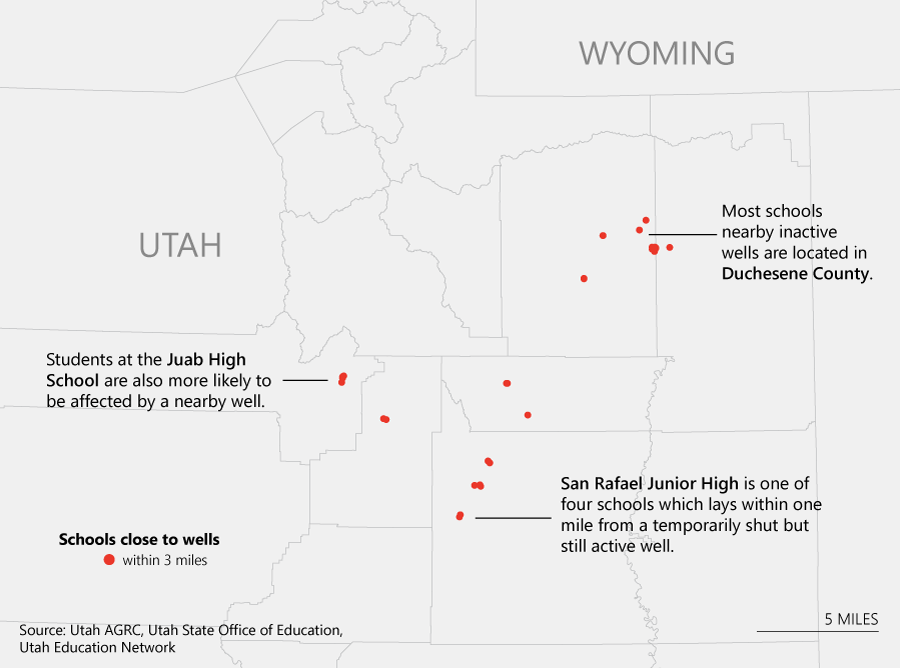 WYOMING
UTAH
Most schools
nearby inactive
wells are located in
Duchesene County.
Students at the Juab High
School are also more likely to
be affected by a nearby well.
San Rafael Junior High is one of
four schools which lays within one
mile from a temporarily shut but
still active well.
Schools close to wells
within 3 miles
5 MILES
Source: Utah AGRC, Utah State Office of Education,
Utah Education Network